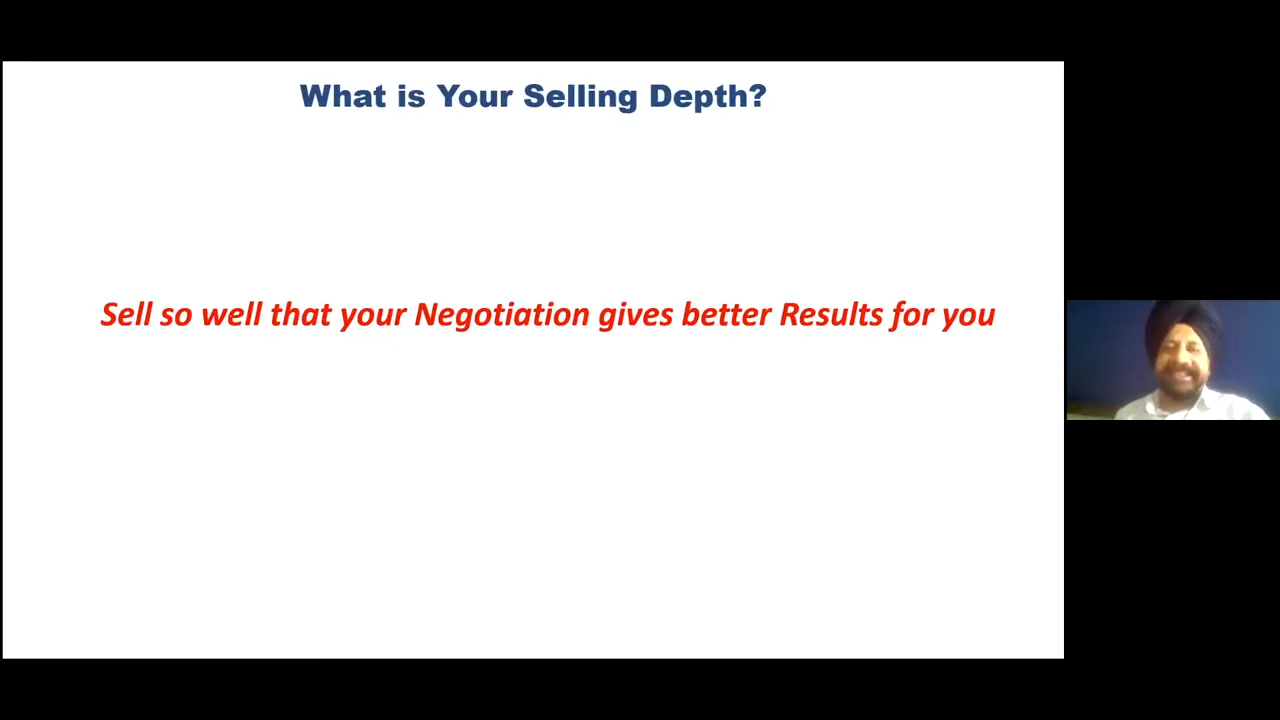 What is Your Selling Depth?
Sell so well that your Negotiation gives better Results for you